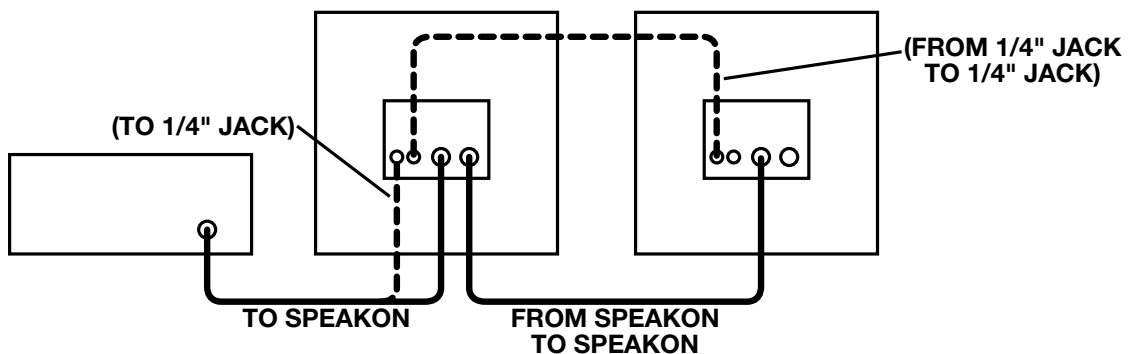 (FROM 1/4" JACK
TO 1/4" JACK)
(TO 1/4" JACK)
TO SPEAKON
FROM SPEAKON
TO SPEAKON